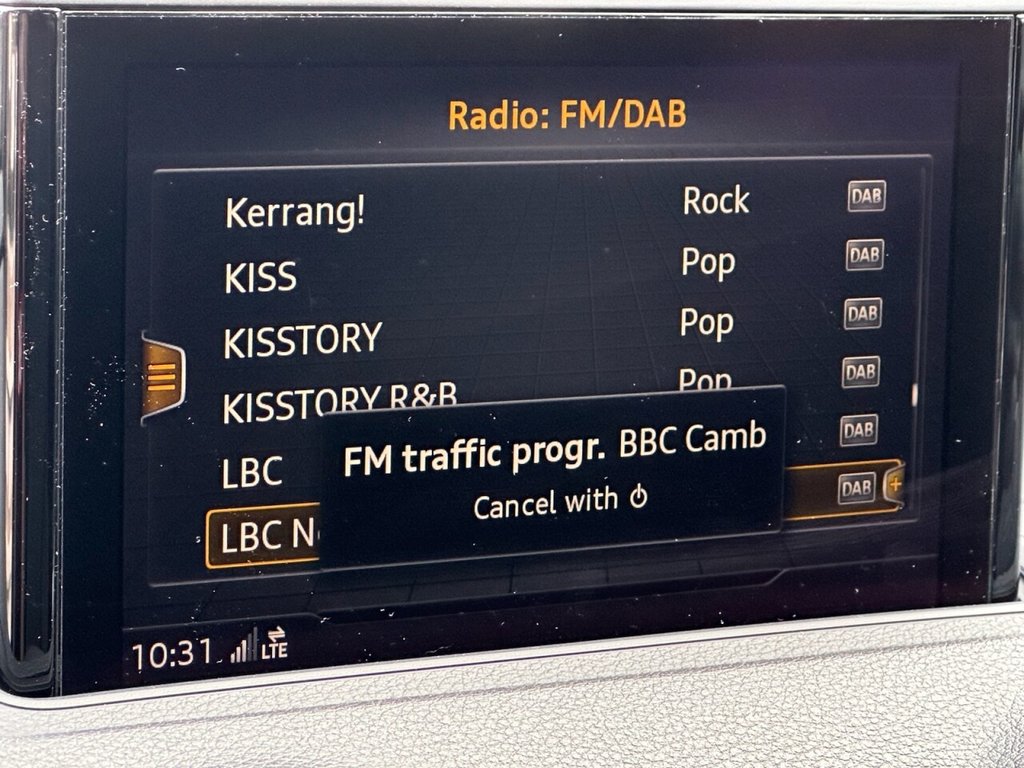 Radio: FM/DAB
Kerrang! Rock DAB
KISS Pop DAB
KISSTORY Pop DAB
KISSTORY R&B Pop DAB
LBC DAB
FM traffic progr. BBC Camb
Cancel with
LBC N DAB +
10:31 LTE